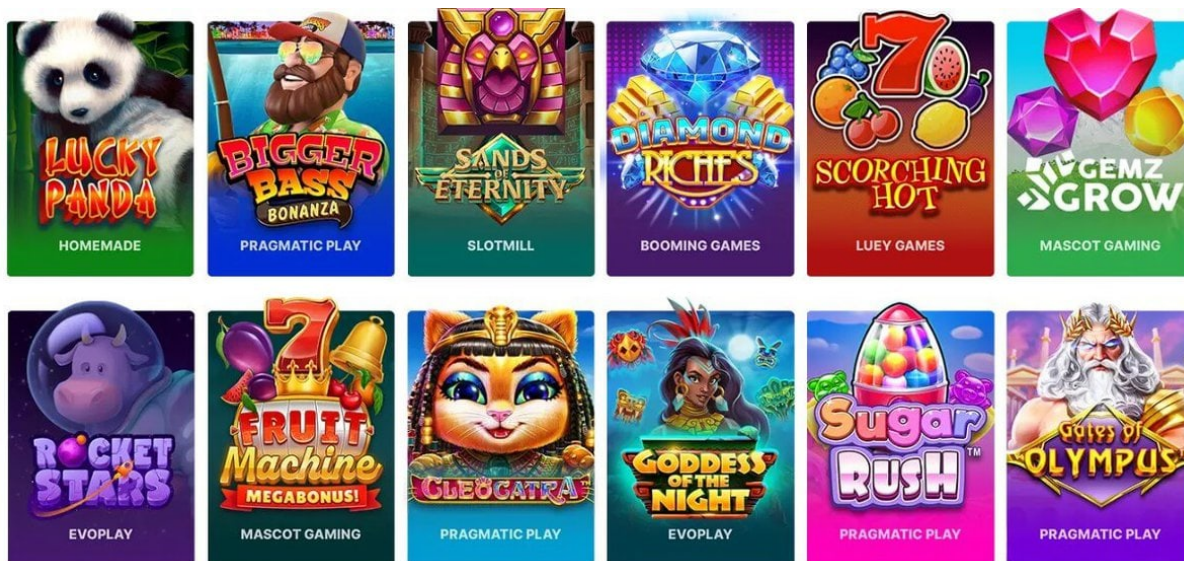 LUCKY
PANDA
HOMEMADE
BIGGER
BASS
BONANZA
PRAGMATIC PLAY
SANDS
OF
ETERNITY
SLOTMILL
DIAMOND
RICHES
BOOMING GAMES
7
SCORCHING
HOT
LUEY GAMES
GEMZ
GROW
MASCOT GAMING
ROCKET
STARS
EVOPLAY
7
FRUIT
Machine
MEGABONUS!
MASCOT GAMING
CLEOCATRA™
PRAGMATIC PLAY
GODDESS
OF THE
NIGHT
EVOPLAY
Sugar
RUSH™
PRAGMATIC PLAY
Gates of
OLYMPUS
PRAGMATIC PLAY